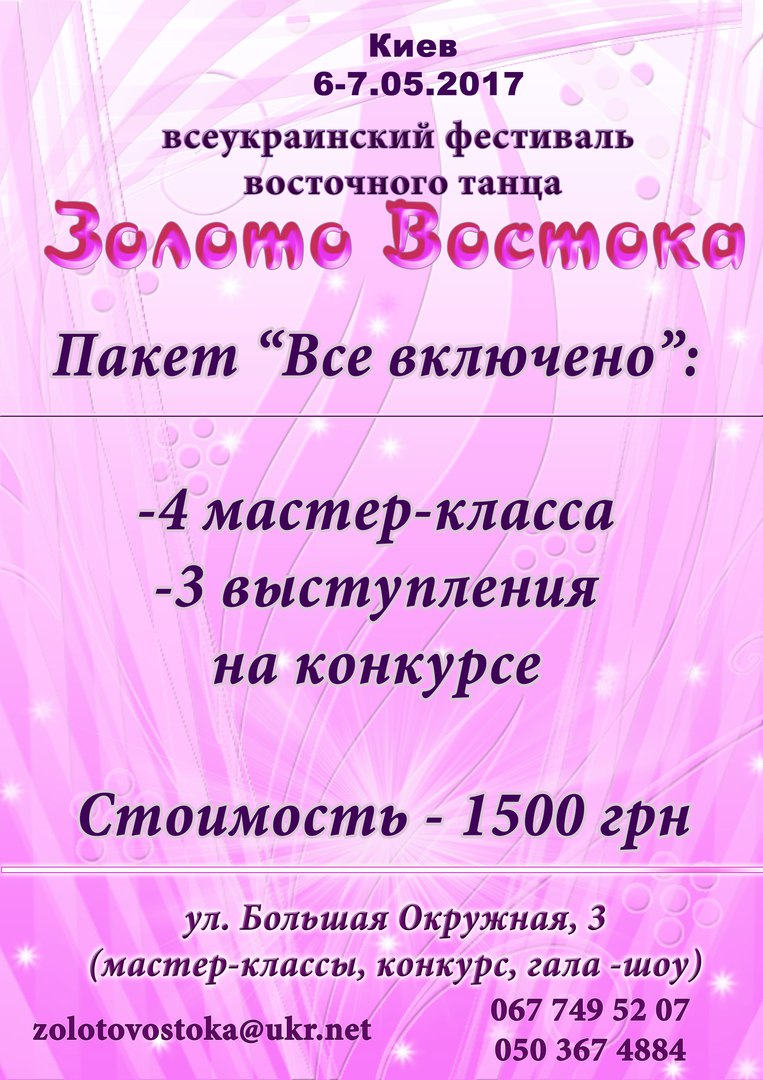 Киев
6-7.05.2017
всеукраинский фестиваль
восточного танца
Золото Востока
Пакет “Все включено”:
-4 мастер-класса
-3 выступления
на конкурсе
Стоимость - 1500 грн
ул. Большая Окружная, 3
(мастер-классы, конкурс, гала -шоу)
067 749 52 07
zolotovostoka@ukr.net
050 367 4884